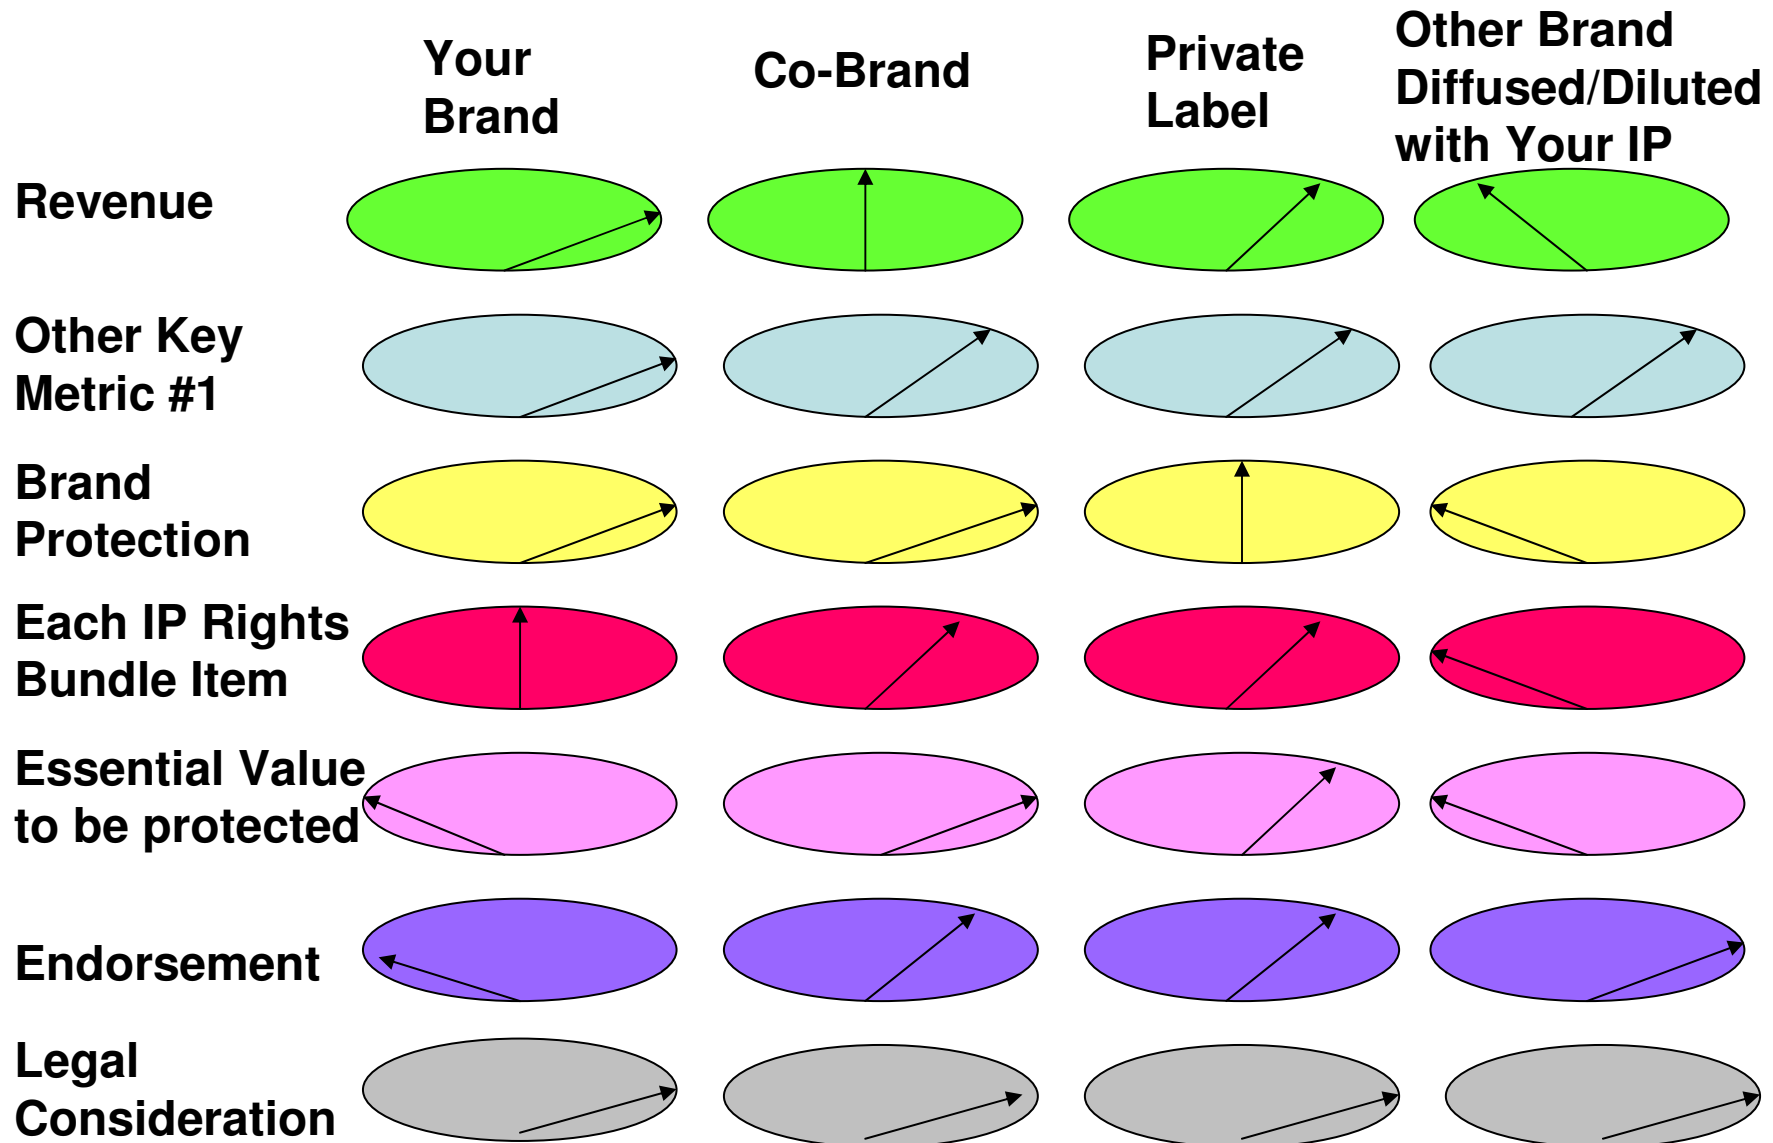 Your
Brand
Co-Brand
Private
Label
Other Brand
Diffused/Diluted
with Your IP
Revenue
Other Key
Metric #1
Brand
Protection
Each IP Rights
Bundle Item
Essential Value
to be protected
Endorsement
Legal
Consideration